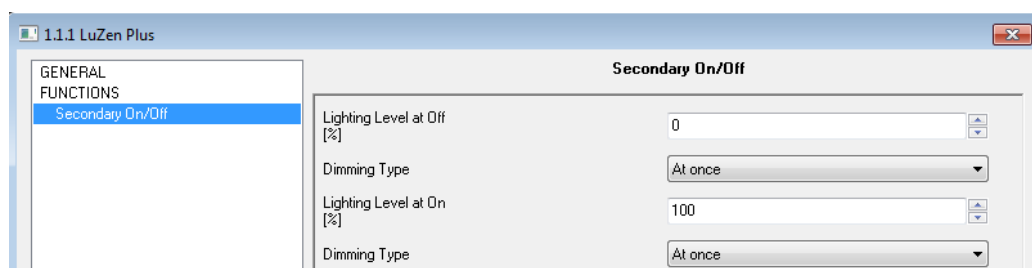 1.1.1 LuZen Plus
GENERAL
FUNCTIONS
Secondary On/Off
Secondary On/Off
Lighting Level at Off
[%]
0
Dimming Type
At once
Lighting Level at On
[%]
100
Dimming Type
At once